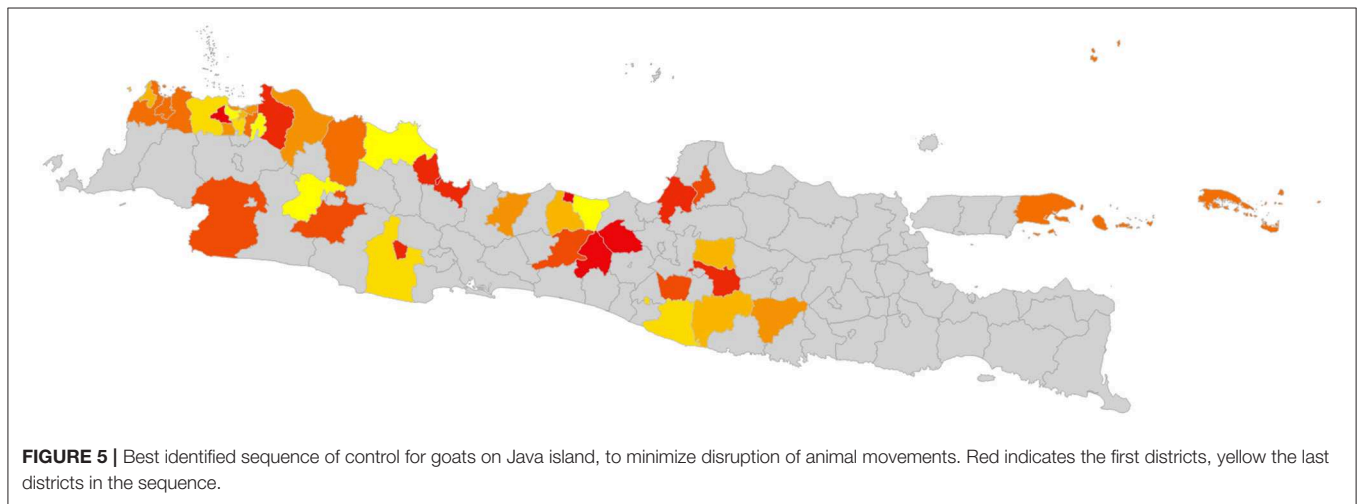 FIGURE 5 | Best identified sequence of control for goats on Java island, to minimize disruption of animal movements. Red indicates the first districts, yellow the last
districts in the sequence.